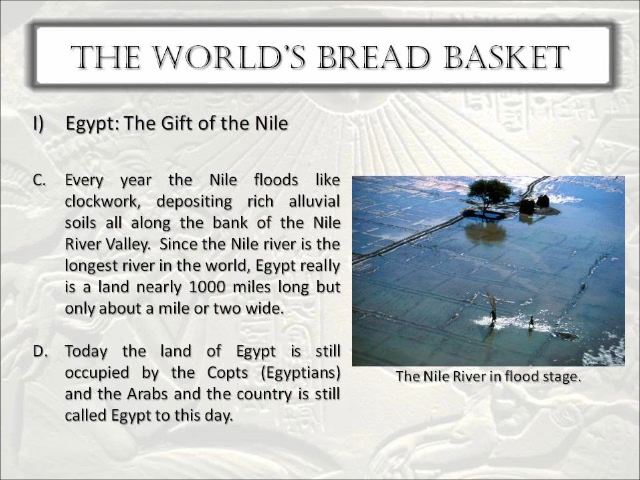 THE WORLD'S BREAD BASKET
I) Egypt: The Gift of the Nile
C. Every year the Nile floods like
clockwork, depositing rich alluvial
soils all along the bank of the Nile
River Valley. Since the Nile river is the
longest river in the world, Egypt really
is a land nearly 1000 miles long but
only about a mile or two wide.
D. Today the land of Egypt is still
occupied by the Copts (Egyptians)
and the Arabs and the country is still
called Egypt to this day.
The Nile River in flood stage.